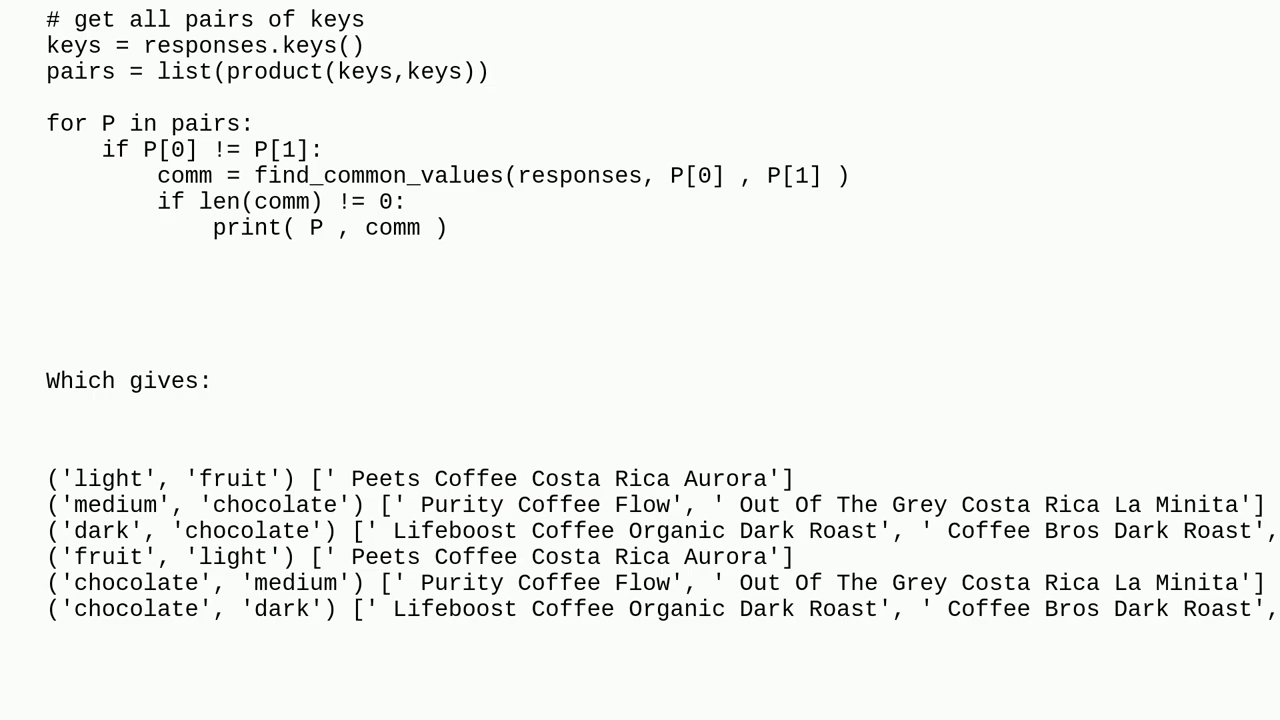 # get all pairs of keys
keys = responses.keys()
pairs = list(product(keys,keys))
for P in pairs:
    if P[0] != P[1]:
        comm = find_common_values(responses, P[0] , P[1] )
        if len(comm) != 0:
            print( P , comm )
Which gives:
('light', 'fruit') [' Peets Coffee Costa Rica Aurora']
('medium', 'chocolate') [' Purity Coffee Flow', ' Out Of The Grey Costa Rica La Minita']
('dark', 'chocolate') [' Lifeboost Coffee Organic Dark Roast', ' Coffee Bros Dark Roast',
('fruit', 'light') [' Peets Coffee Costa Rica Aurora']
('chocolate', 'medium') [' Purity Coffee Flow', ' Out Of The Grey Costa Rica La Minita']
('chocolate', 'dark') [' Lifeboost Coffee Organic Dark Roast', ' Coffee Bros Dark Roast',